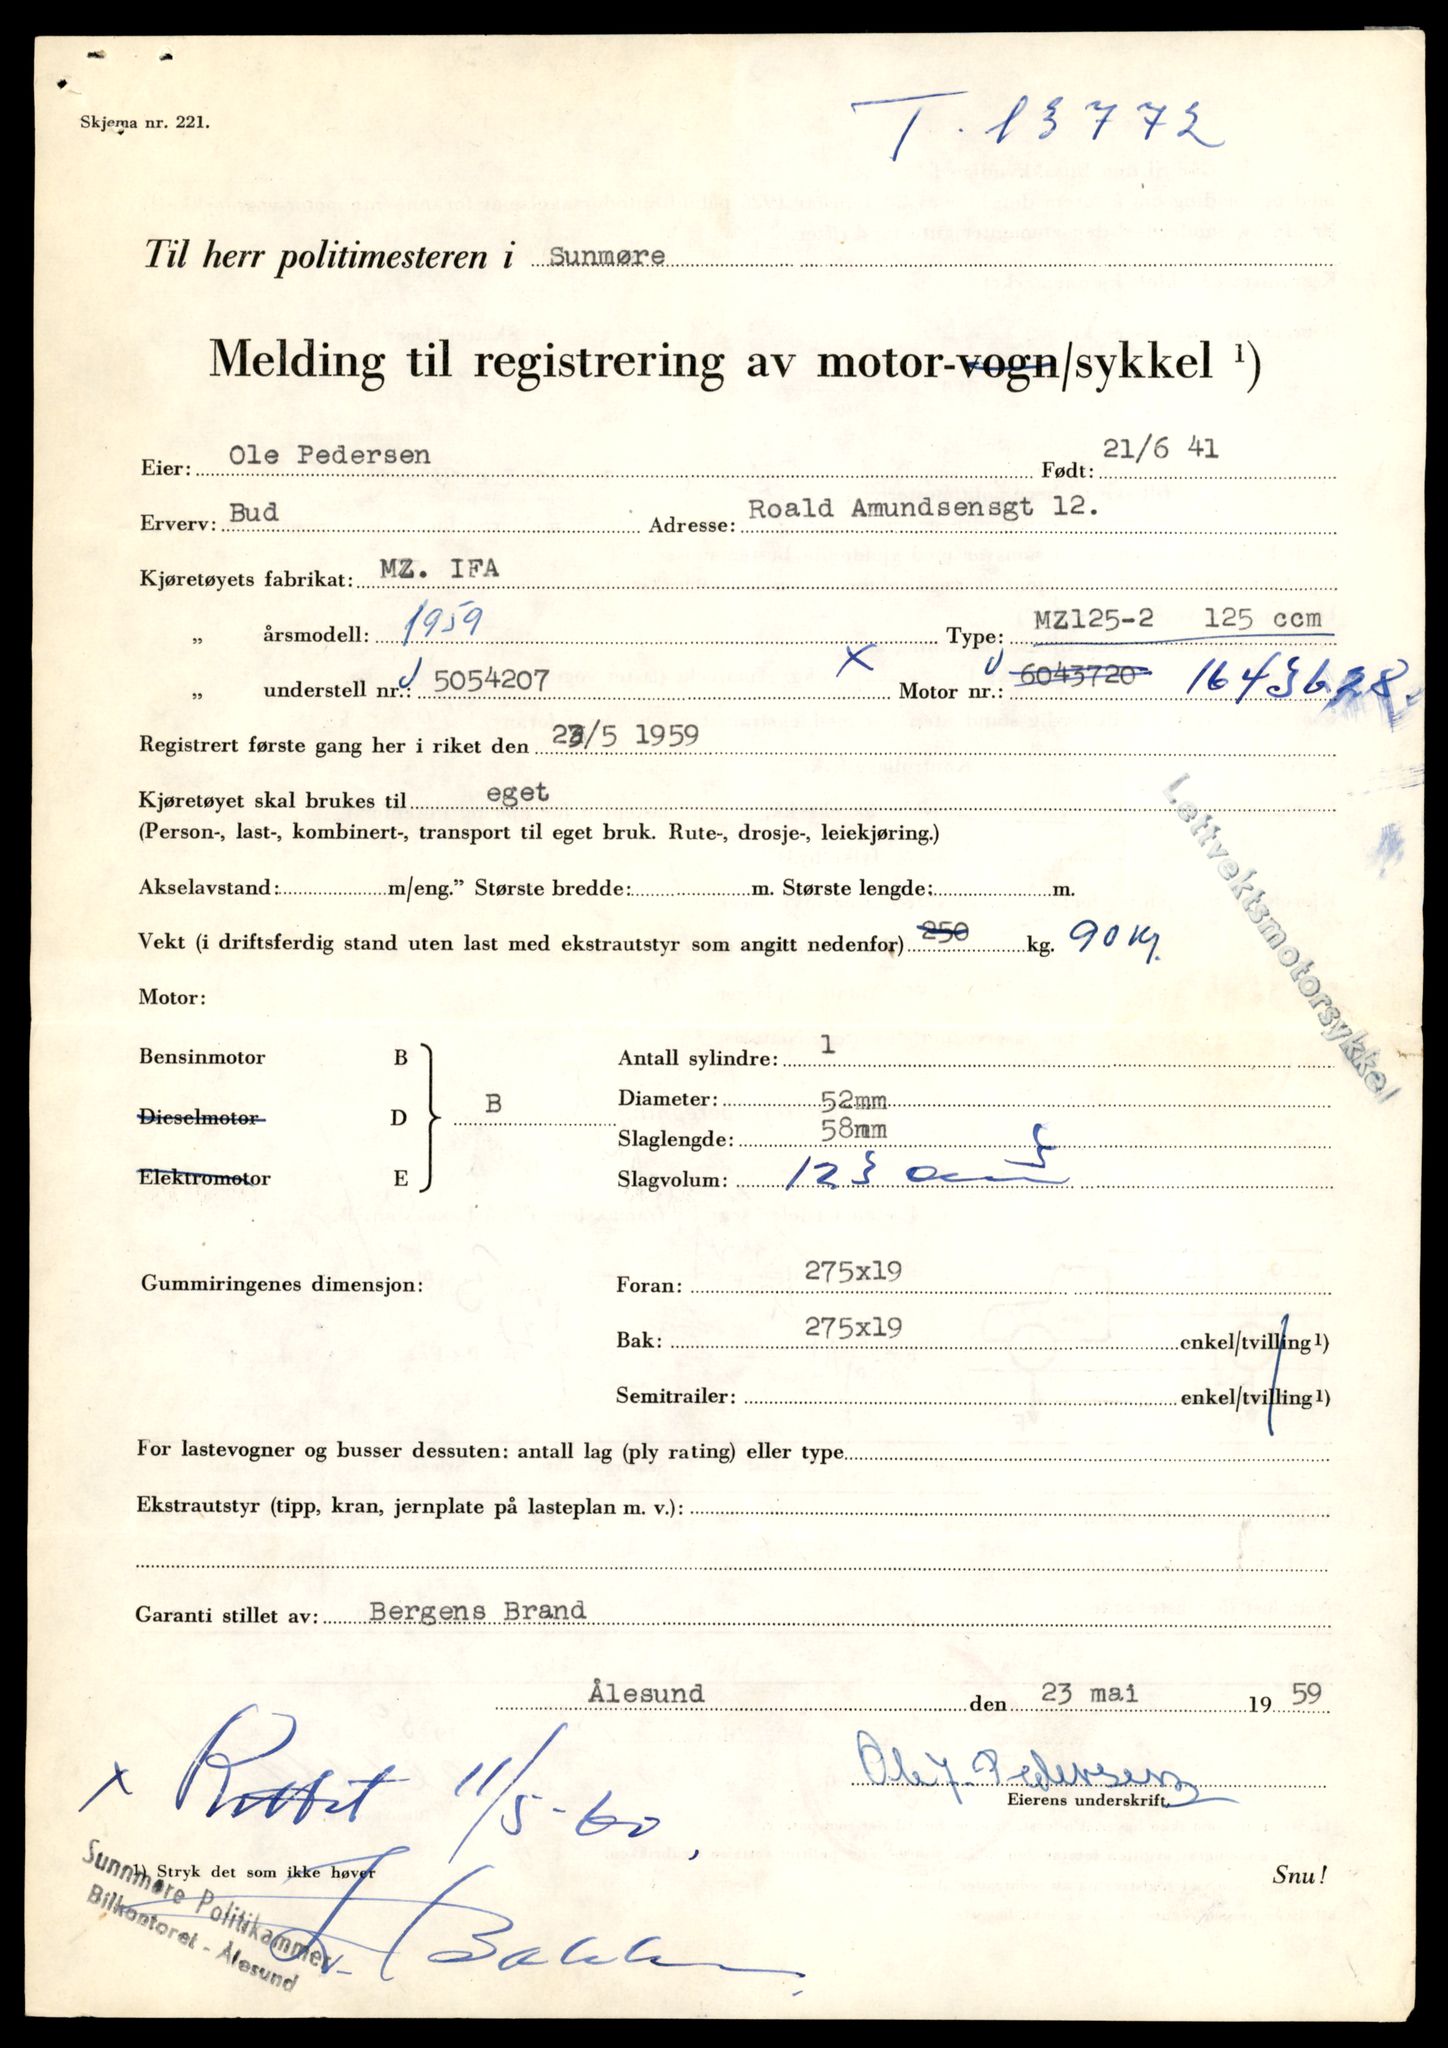 Skjema nr. 221.
T. 13772
Til herr politimesteren i Sunmøre
Melding til registrering av motor-vogn/sykkel ¹)
Eier: Ole Pedersen Født: 21/6 41
Erverv: Bud Adresse: Roald Amundsensgt 12.
Kjøretøyets fabrikat: MZ. IFA
„ årsmodell: 1959 Type: MZ125-2 125 ccm
„ understell nr.: 5054207 x Motor nr.: 6043720 1643628.
Registrert første gang her i riket den 23/5 1959
Kjøretøyet skal brukes til eget
(Person-, last-, kombinert-, transport til eget bruk. Rute-, drosje-, leiekjøring.)
Lettvektsmotorsykkel
Akselavstand: m/eng.” Største bredde: m. Største lengde: m.
Vekt (i driftsferdig stand uten last med ekstrautstyr som angitt nedenfor) 250 kg. 90 kg.
Motor:
Bensinmotor B Antall sylindre: 1
Dieselmotor D B Diameter: 52mm
Slaglengde: 58mm
Elektromotor E Slagvolum: 123 cm3
Gummiringenes dimensjon: Foran: 275x19
Bak: 275x19 enkel/tvilling ¹)
Semitrailer: enkel/tvilling ¹)
For lastevogner og busser dessuten: antall lag (ply rating) eller type
Ekstrautstyr (tipp, kran, jernplate på lasteplan m. v.):
Garanti stillet av: Bergens Brand
Ålesund den 23 mai 19 59
Ole J. Pedersen
Eierens underskrift.
x Rettet 11/5-60.
¹) Stryk det som ikke høver Snu!
Sunnmøre Politikammer
Bilkontoret - Ålesund